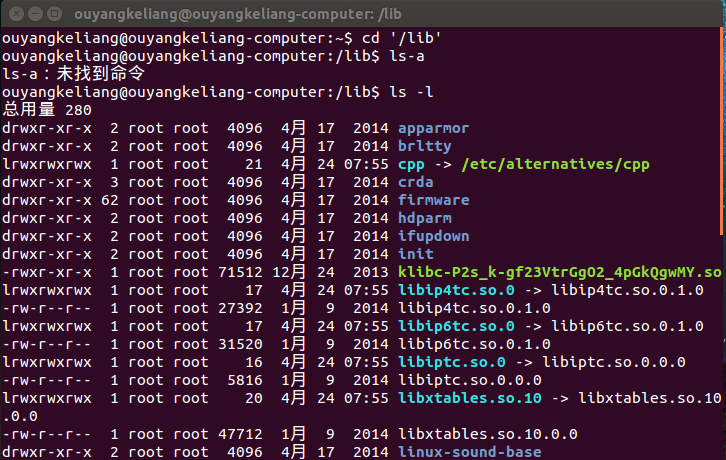 ouyangkeliang@ouyangkeliang-computer: /lib
ouyangkeliang@ouyangkeliang-computer:~$ cd '/lib'
ouyangkeliang@ouyangkeliang-computer:/lib$ ls-a
ls-a：未找到命令
ouyangkeliang@ouyangkeliang-computer:/lib$ ls -l
总用量 280
drwxr-xr-x  2 root root  4096  4月 17  2014 apparmor
drwxr-xr-x  2 root root  4096  4月 17  2014 brltty
lrwxrwxrwx  1 root root    21  4月 24 07:55 cpp -> /etc/alternatives/cpp
drwxr-xr-x  3 root root  4096  4月 17  2014 crda
drwxr-xr-x 62 root root  4096  4月 17  2014 firmware
drwxr-xr-x  2 root root  4096  4月 17  2014 hdparm
drwxr-xr-x  2 root root  4096  4月 17  2014 ifupdown
drwxr-xr-x  2 root root  4096  4月 17  2014 init
-rwxr-xr-x  1 root root 71512 12月 24  2013 klibc-P2s_k-gf23VtrGgO2_4pGkQgwMY.so
lrwxrwxrwx  1 root root    17  4月 24 07:55 libip4tc.so.0 -> libip4tc.so.0.1.0
-rw-r--r--  1 root root 27392  1月  9  2014 libip4tc.so.0.1.0
lrwxrwxrwx  1 root root    17  4月 24 07:55 libip6tc.so.0 -> libip6tc.so.0.1.0
-rw-r--r--  1 root root 31520  1月  9  2014 libip6tc.so.0.1.0
lrwxrwxrwx  1 root root    16  4月 24 07:55 libiptc.so.0 -> libiptc.so.0.0.0
-rw-r--r--  1 root root  5816  1月  9  2014 libiptc.so.0.0.0
lrwxrwxrwx  1 root root    20  4月 24 07:55 libxtables.so.10 -> libxtables.so.10
.0.0
-rw-r--r--  1 root root 47712  1月  9  2014 libxtables.so.10.0.0
drwxr-xr-x  2 root root  4096  4月 17  2014 linux-sound-base